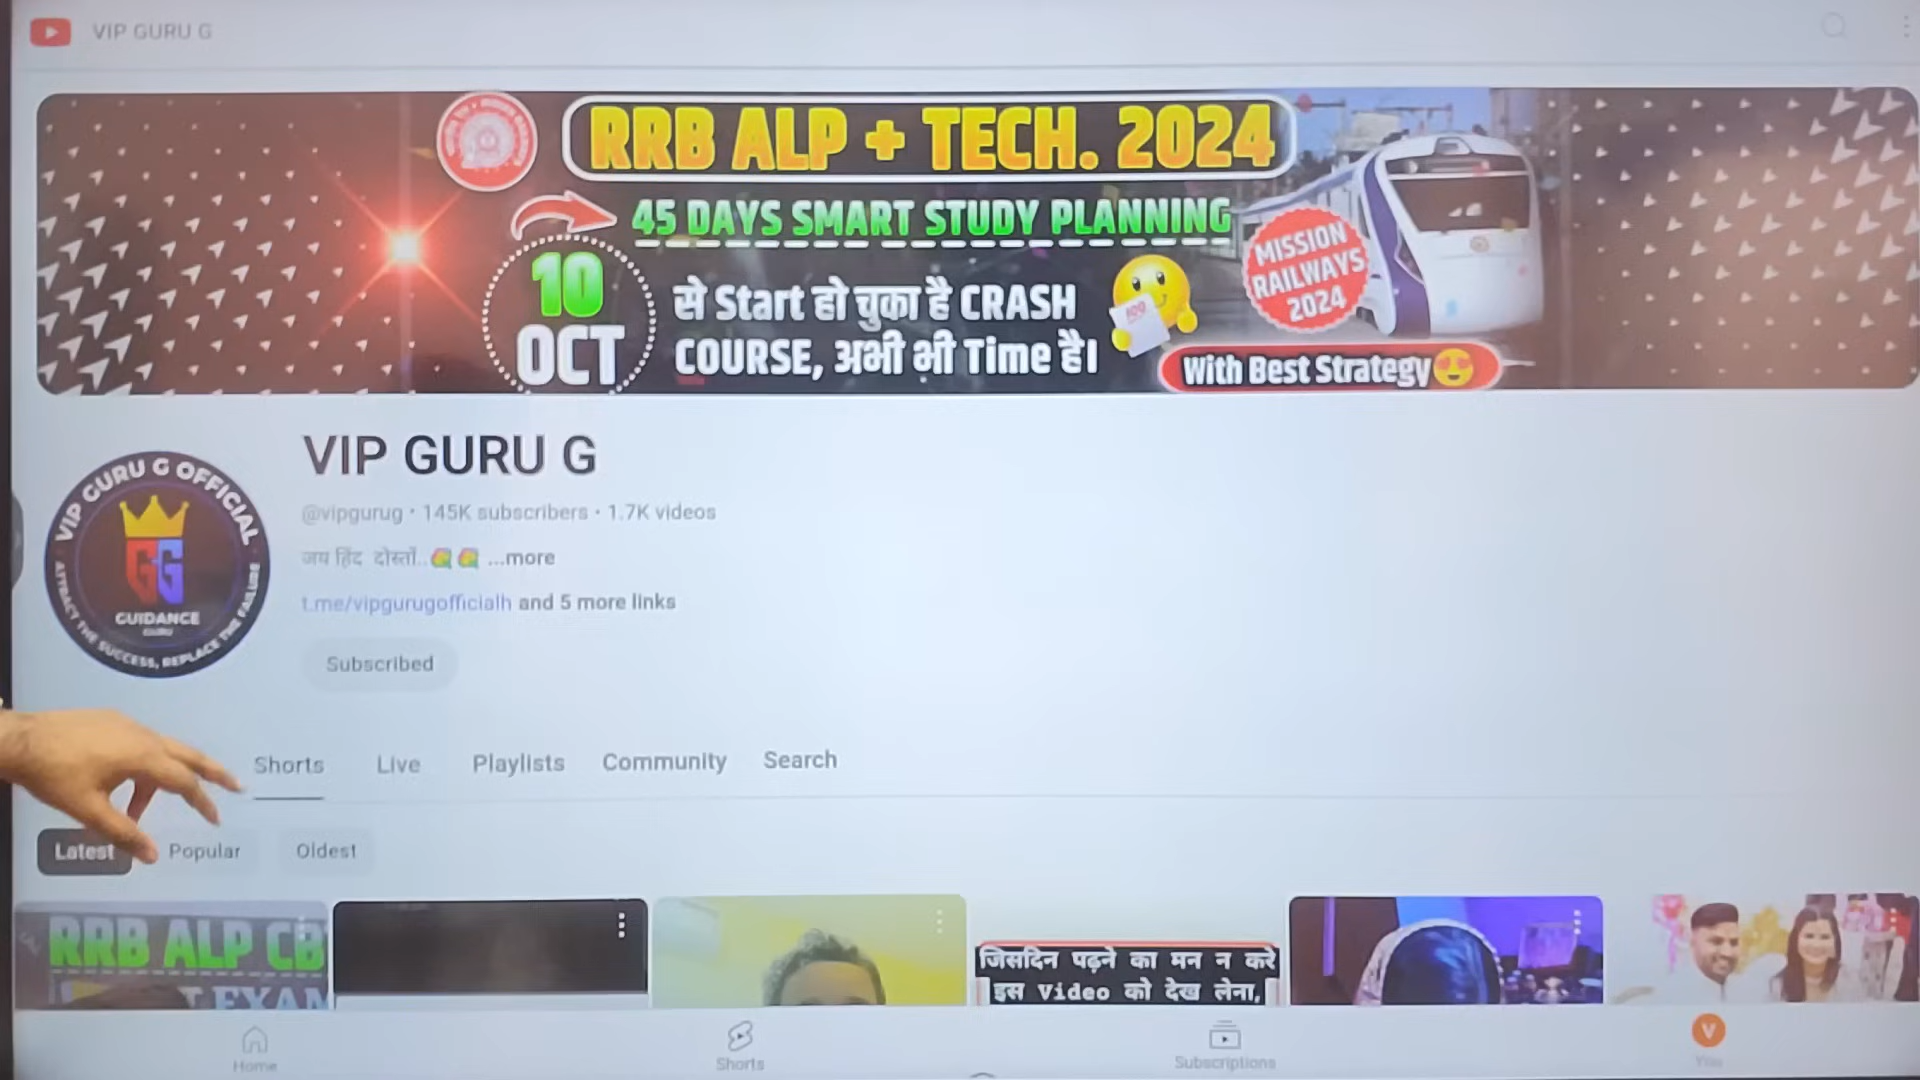 VIP GURU G
RRB ALP + TECH. 2024
45 DAYS SMART STUDY PLANNING
10
OCT
से Start हो चुका है CRASH
COURSE, अभी भी Time है।
100
MISSION
RAILWAYS
2024
With Best Strategy
VIP GURU G OFFICIAL
GG
GUIDANCE
GURU
ATTRACT THE SUCCESS, REPLACE THE FAILURE
VIP GURU G
@vipgurug • 145K subscribers • 1.7K videos
जय हिंद दोस्तों.. ...more
t.me/vipgurugofficialh and 5 more links
Subscribed
Shorts Live Playlists Community Search
Latest Popular Oldest
RRB ALP CB
T EXAM
जिसदिन पढ़ने का मन न करे
इस Video को देख लेना,
V
Home Shorts Subscriptions You